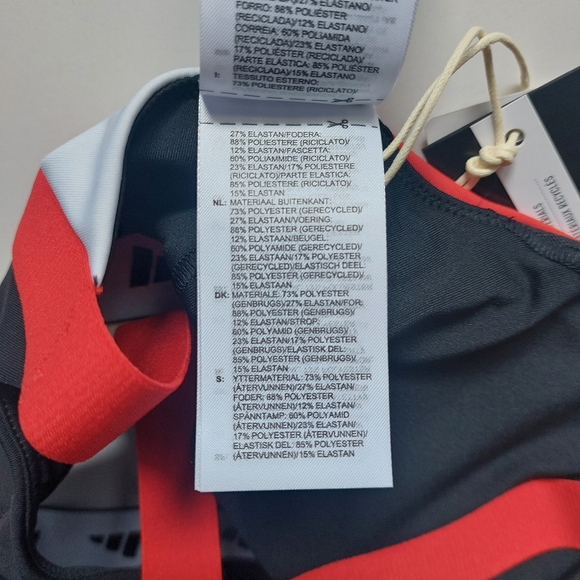 ELASTANO/
FORRO: 88% POLIÉSTER
(RECICLADA)/12% ELASTANO/
CORREIA: 60% POLIAMIDA
(RECICLADA)/23% ELASTANO/
17% POLIÉSTER (RECICLADA)/
PARTE ELÁSTICA: 85% POLIÉSTER
(RECICLADA)/15% ELASTANO
I: TESSUTO ESTERNO:
73% POLIESTERE (RICICLATO)/
27% ELASTAN/FODERA:
88% POLIESTERE (RICICLATO)/
12% ELASTAN/FASCETTA:
60% POLIAMMIDE (RICICLATO)/
23% ELASTAN/17% POLIESTERE
(RICICLATO)/PARTE ELASTICA:
85% POLIESTERE (RICICLATO)/
15% ELASTAN
NL: MATERIAAL BUITENKANT:
73% POLYESTER (GERECYCLED)/
27% ELASTAAN/VOERING:
88% POLYESTER (GERECYCLED)/
12% ELASTAAN/BEUGEL:
60% POLYAMIDE (GERECYCLED)/
23% ELASTAAN/17% POLYESTER
(GERECYCLED)/ELASTISCH DEEL:
85% POLYESTER (GERECYCLED)/
15% ELASTAAN
DK: MATERIALE: 73% POLYESTER
(GENBRUGS)/27% ELASTAN/FOR:
88% POLYESTER (GENBRUGS)/
12% ELASTAN/STROP:
60% POLYAMID (GENBRUGS)/
23% ELASTAN/17% POLYESTER
(GENBRUGS)/ELASTISK DEL:
85% POLYESTER (GENBRUGS)/
15% ELASTAN
S: YTTERMATERIAL: 73% POLYESTER
(ÅTERVUNNEN)/27% ELASTAN/
FODER: 88% POLYESTER
(ÅTERVUNNEN)/12% ELASTAN/
SPÄNNTAMP: 60% POLYAMID
(ÅTERVUNNEN)/23% ELASTAN/
17% POLYESTER (ÅTERVUNNEN)/
ELASTISK DEL: 85% POLYESTER
(ÅTERVUNNEN)/15% ELASTAN